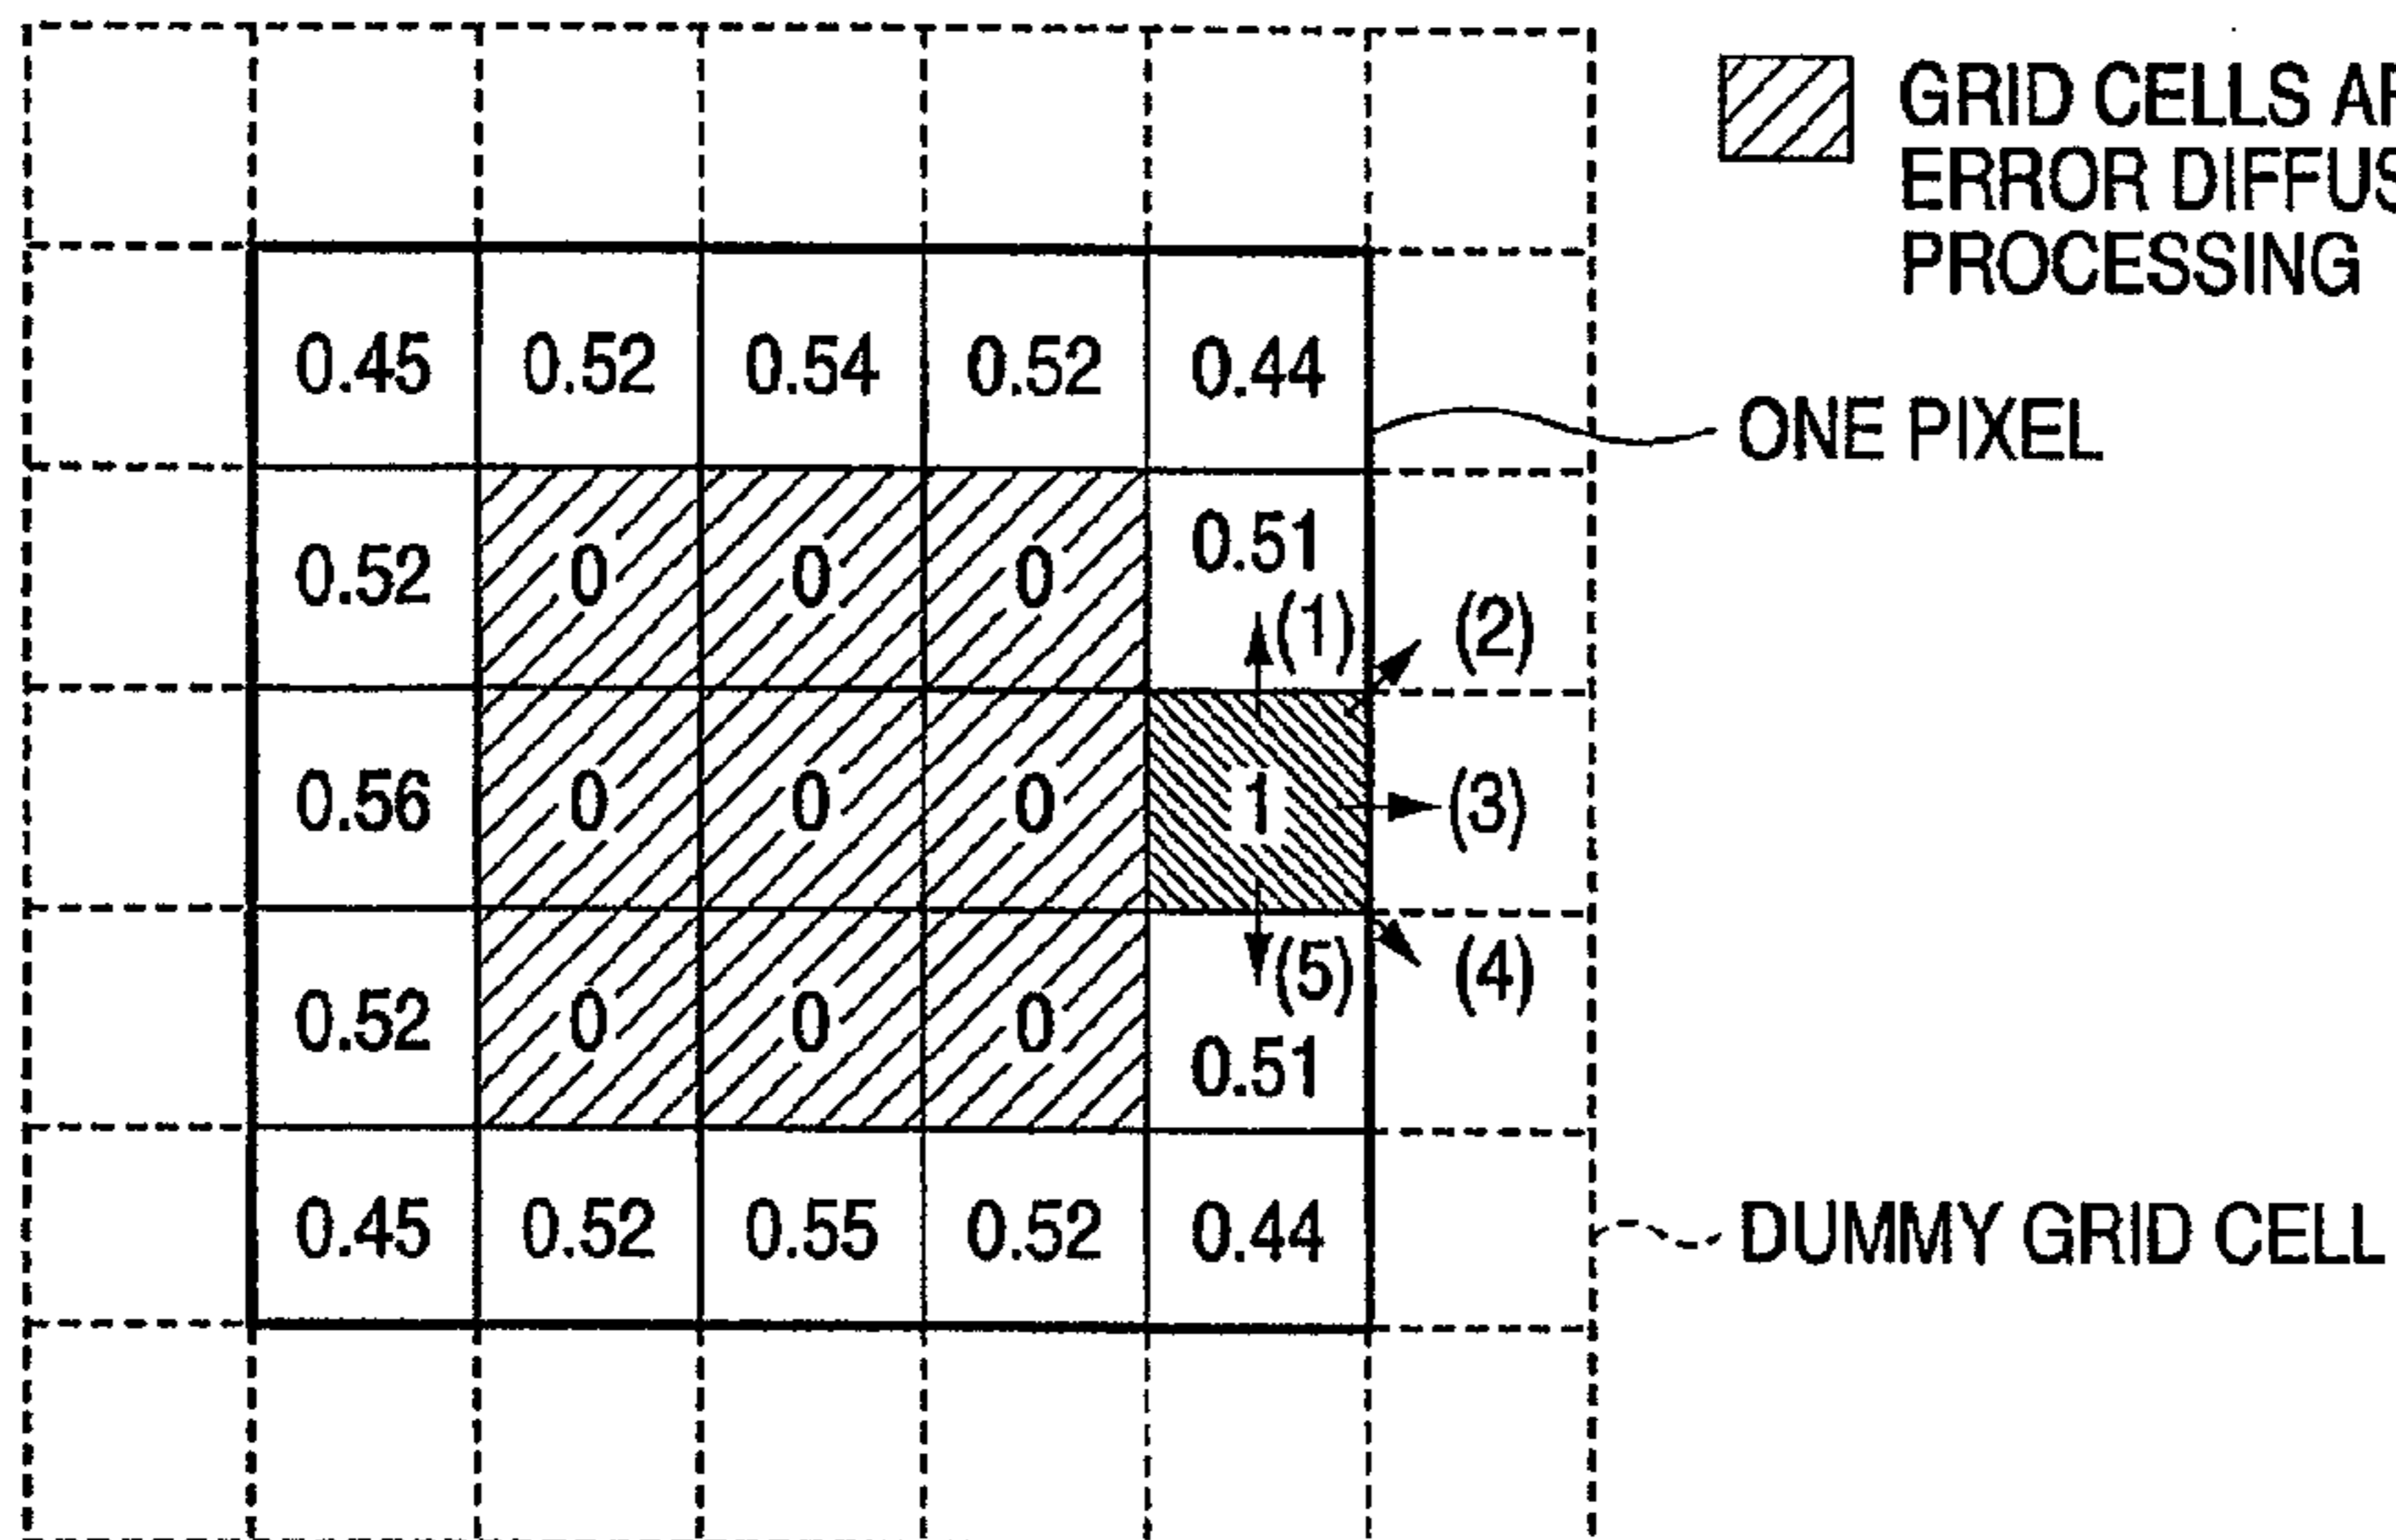 GRID CELLS
ERROR
PROCESSING
0.45 0.52 0.54 0.52 0.44
ONE PIXEL
0.52 0 0 0 0.51
(1) (2)
0.56 0 0 0 1 (3)
(5) (4)
0.52 0 0 0 0.51
0.45 0.52 0.55 0.52 0.44
DUMMY GRID CELL